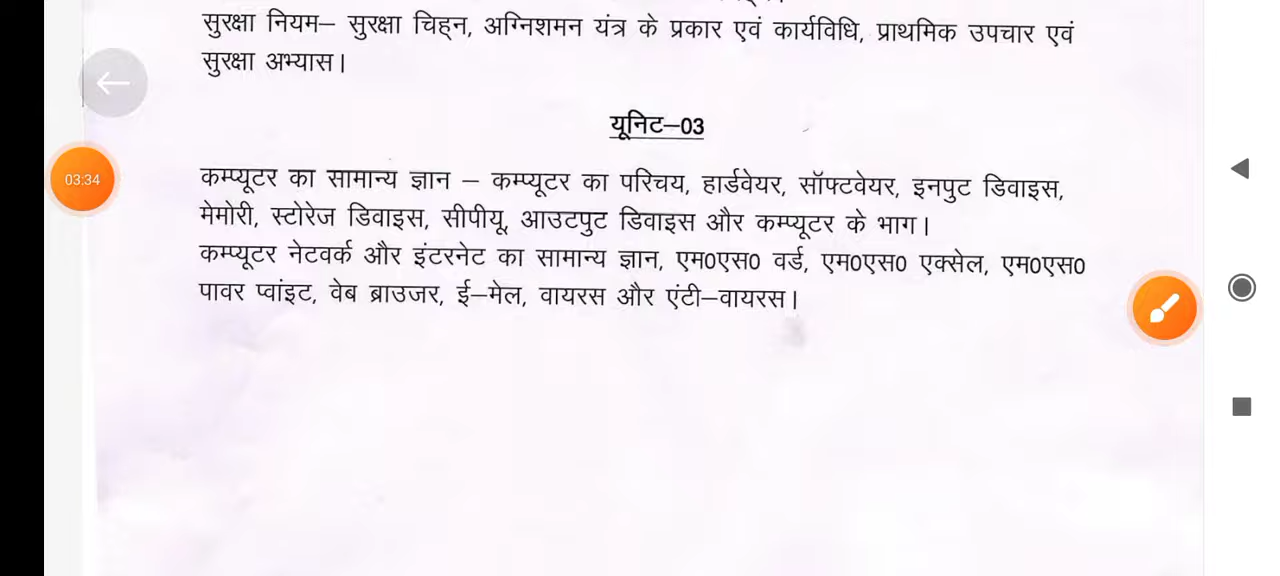 सुरक्षा नियम– सुरक्षा चिह्न, अग्निशमन यंत्र के प्रकार एवं कार्यविधि, प्राथमिक उपचार एवं
सुरक्षा अभ्यास।
यूनिट–03
03:34
कम्प्यूटर का सामान्य ज्ञान – कम्प्यूटर का परिचय, हार्डवेयर, सॉफ्टवेयर, इनपुट डिवाइस,
मेमोरी, स्टोरेज डिवाइस, सीपीयू, आउटपुट डिवाइस और कम्प्यूटर के भाग।
कम्प्यूटर नेटवर्क और इंटरनेट का सामान्य ज्ञान, एम0एस0 वर्ड, एम0एस0 एक्सेल, एम0एस0
पावर प्वांइट, वेब ब्राउजर, ई–मेल, वायरस और एंटी–वायरस।